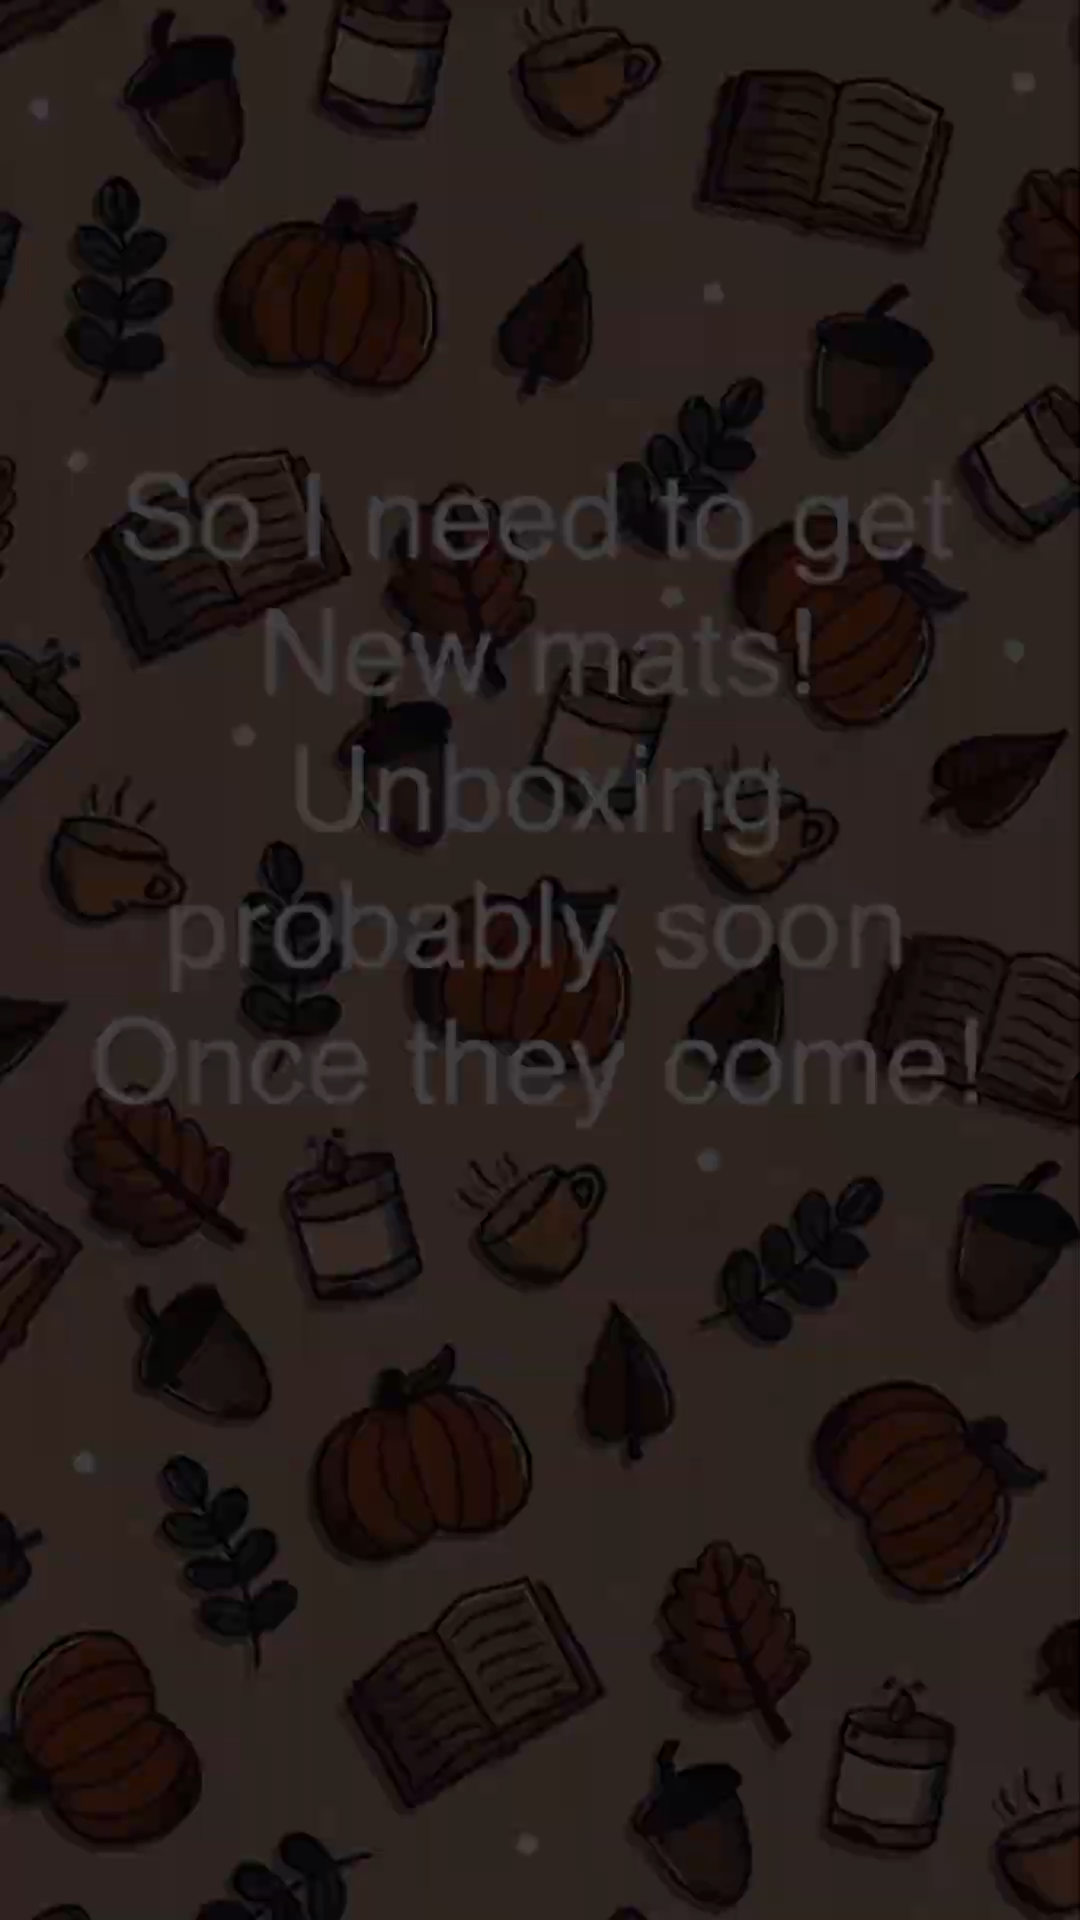 So I need to get
New mats!
Unboxing
probably soon
Once they come!